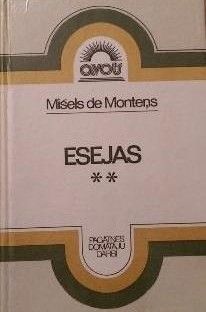 Mišels de Monteņs
ESEJAS
**
PAGĀTNES
DOMĀTĀJU
DARBI